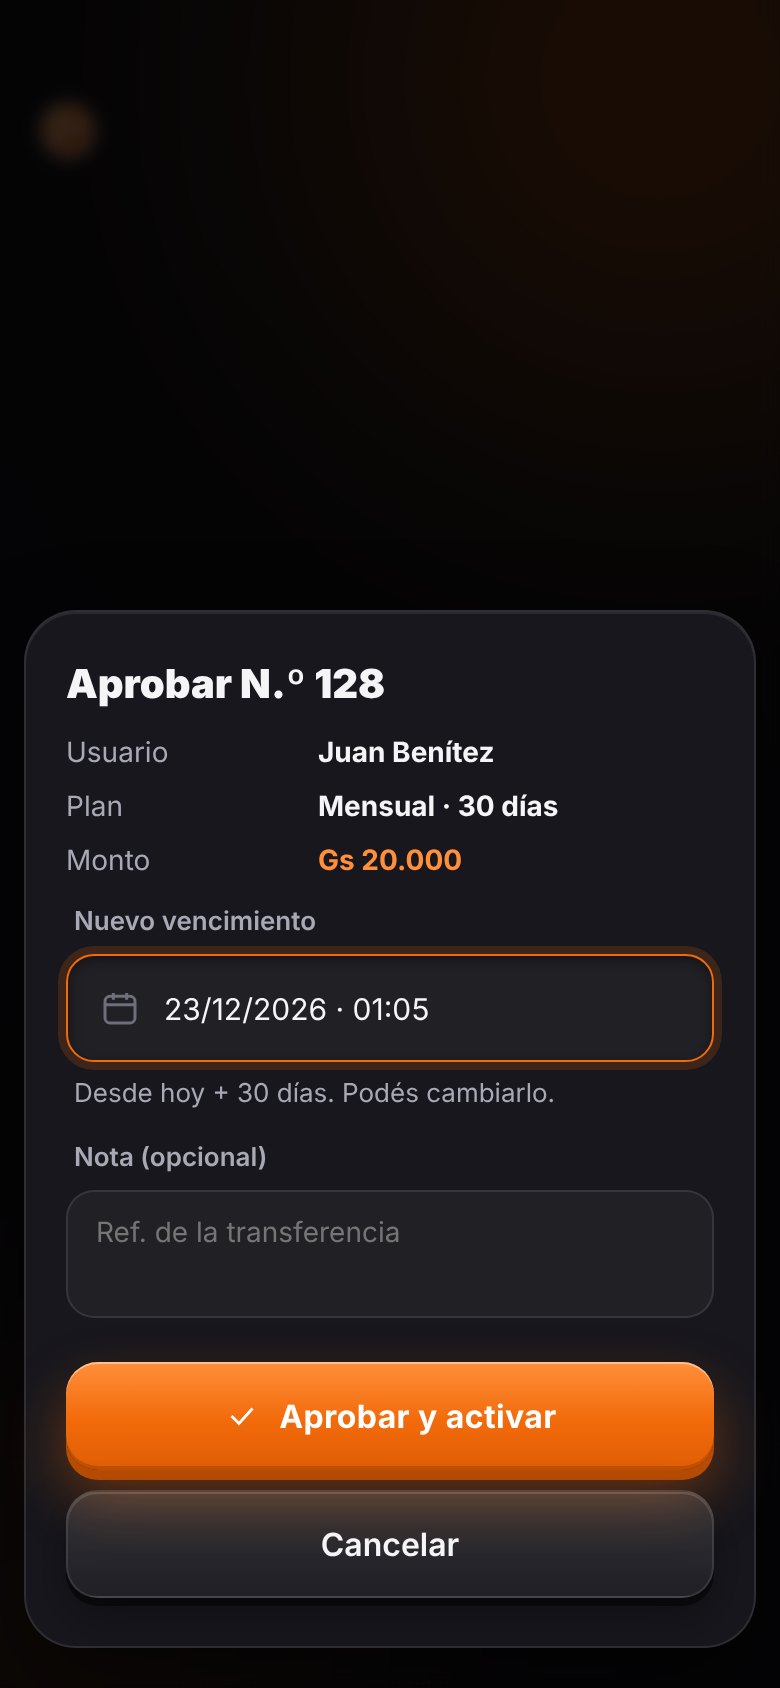 Aprobar N.º 128
Usuario Juan Benítez
Plan Mensual · 30 días
Monto Gs 20.000
Nuevo vencimiento
23/12/2026 · 01:05
Desde hoy + 30 días. Podés cambiarlo.
Nota (opcional)
Ref. de la transferencia
Aprobar y activar
Cancelar